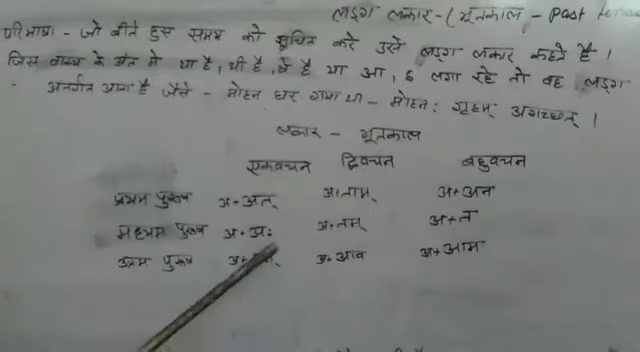 लङ्ग लकार - (भूतकाल - Past tense
परिभाषा - जो बीते हुस समय को सूचित करे उसे लङ्ग लकार कहते है।
जिस वाक्य के अंत मे था है, थी है, थे है या आ, ई लगा रहे तो वह लङ्ग
अन्तर्गत आता है जैसे - मोहन घर गया था - मोहन: गृहम् अगच्छत्।
लकार - भूतकाल
एकवचन द्विवचन बहुवचन
प्रथम पुरुष अ+अत् अ+ताम् अ+अन
मध्यम पुरुष अ+अः अ+तम् अ+त
उत्तम पुरुष अ+ अ+आव अ+आम